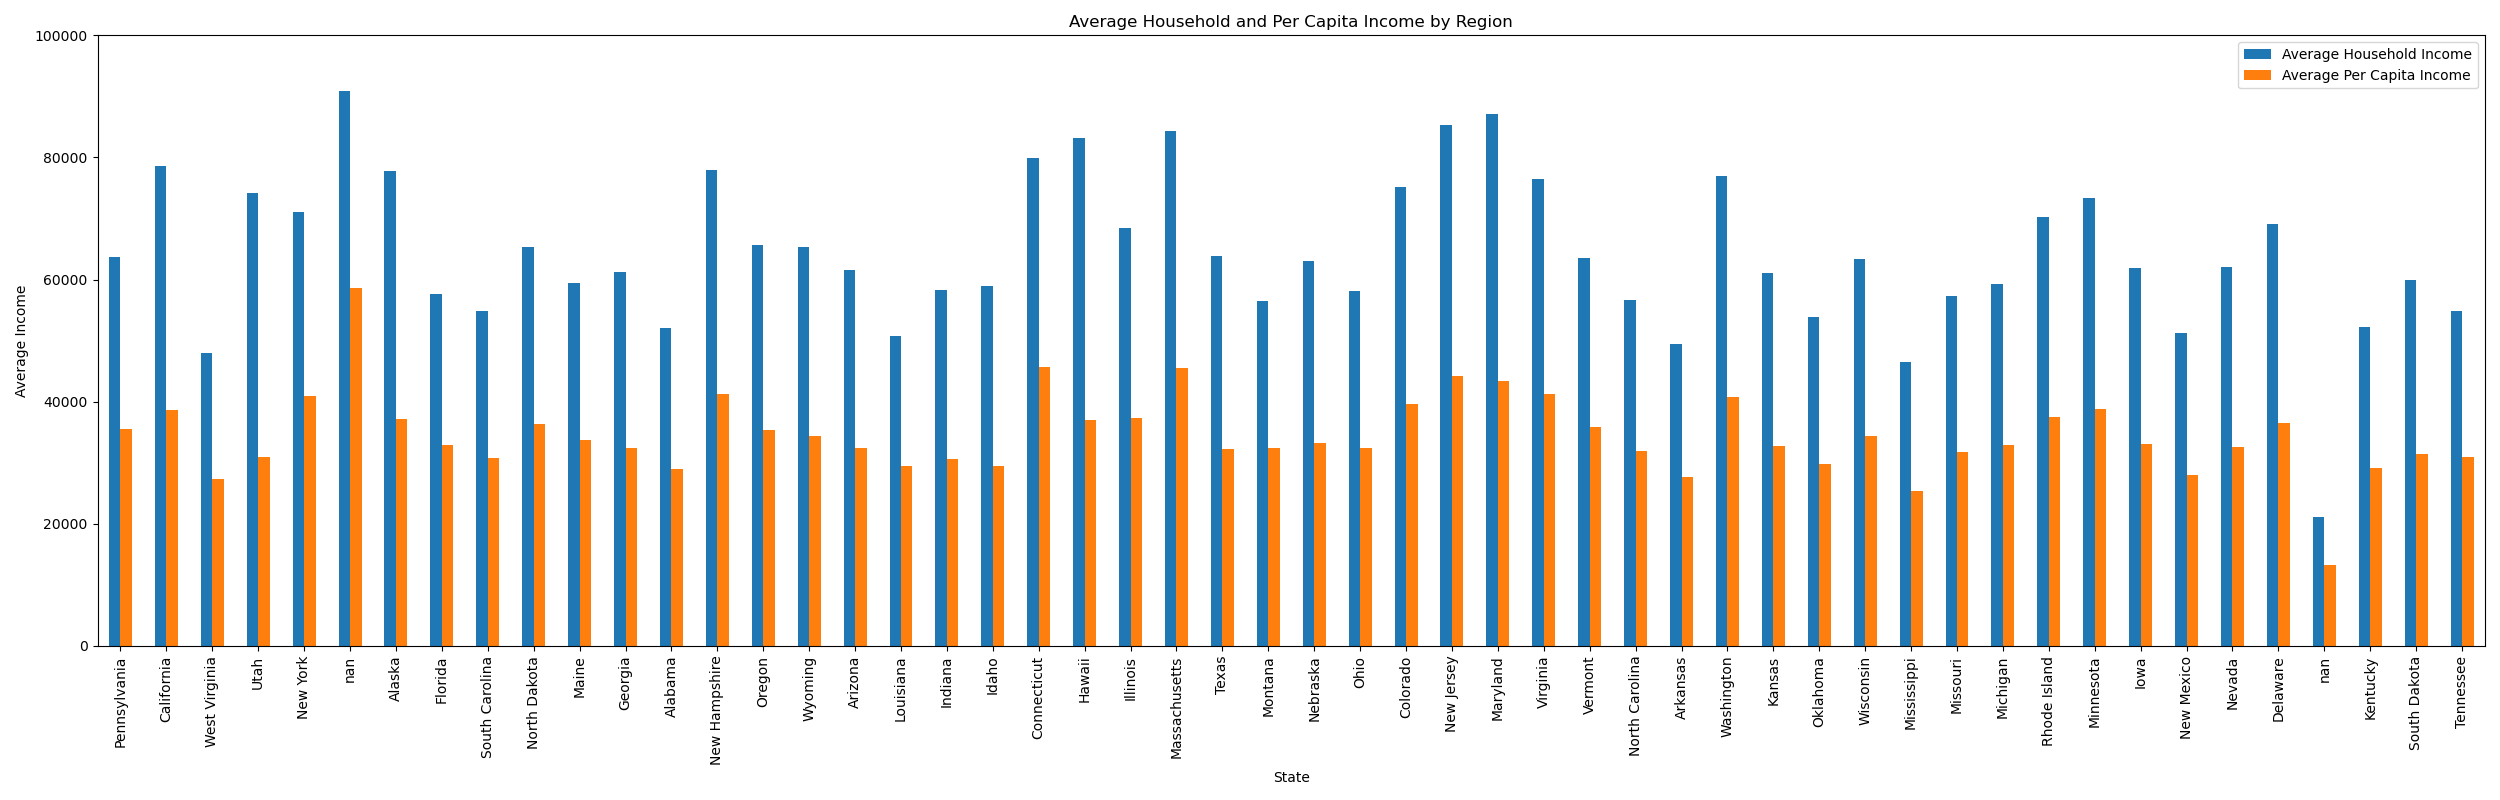 Average Household and Per Capita Income by Region
Average Household Income
Average Per Capita Income
100000
80000
60000
40000
20000
0
Average Income
Pennsylvania
California
West Virginia
Utah
New York
nan
Alaska
Florida
South Carolina
North Dakota
Maine
Georgia
Alabama
New Hampshire
Oregon
Wyoming
Arizona
Louisiana
Indiana
Idaho
Connecticut
Hawaii
Illinois
Massachusetts
Texas
Montana
Nebraska
Ohio
Colorado
New Jersey
Maryland
Virginia
Vermont
North Carolina
Arkansas
Washington
Kansas
Oklahoma
Wisconsin
Mississippi
Missouri
Michigan
Rhode Island
Minnesota
Iowa
New Mexico
Nevada
Delaware
nan
Kentucky
South Dakota
Tennessee
State